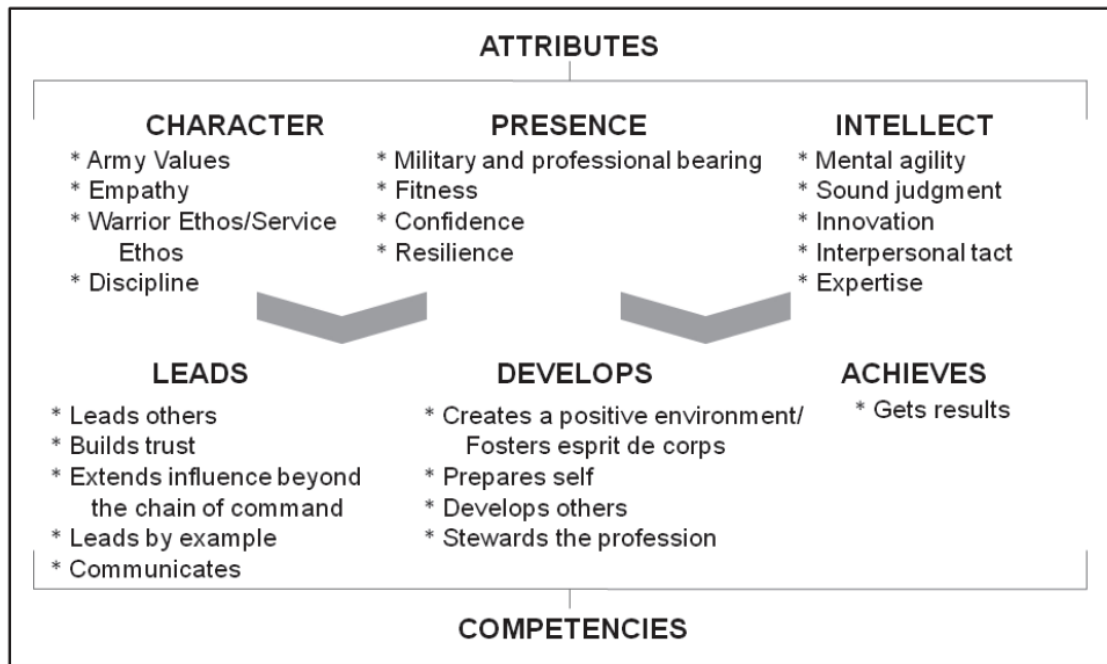 ATTRIBUTES
CHARACTER
* Army Values
* Empathy
* Warrior Ethos/Service
Ethos
* Discipline
PRESENCE
* Military and professional bearing
* Fitness
* Confidence
* Resilience
INTELLECT
* Mental agility
* Sound judgment
* Innovation
* Interpersonal tact
* Expertise
LEADS
* Leads others
* Builds trust
* Extends influence beyond
the chain of command
* Leads by example
* Communicates
DEVELOPS
* Creates a positive environment/
Fosters esprit de corps
* Prepares self
* Develops others
* Stewards the profession
ACHIEVES
* Gets results
COMPETENCIES